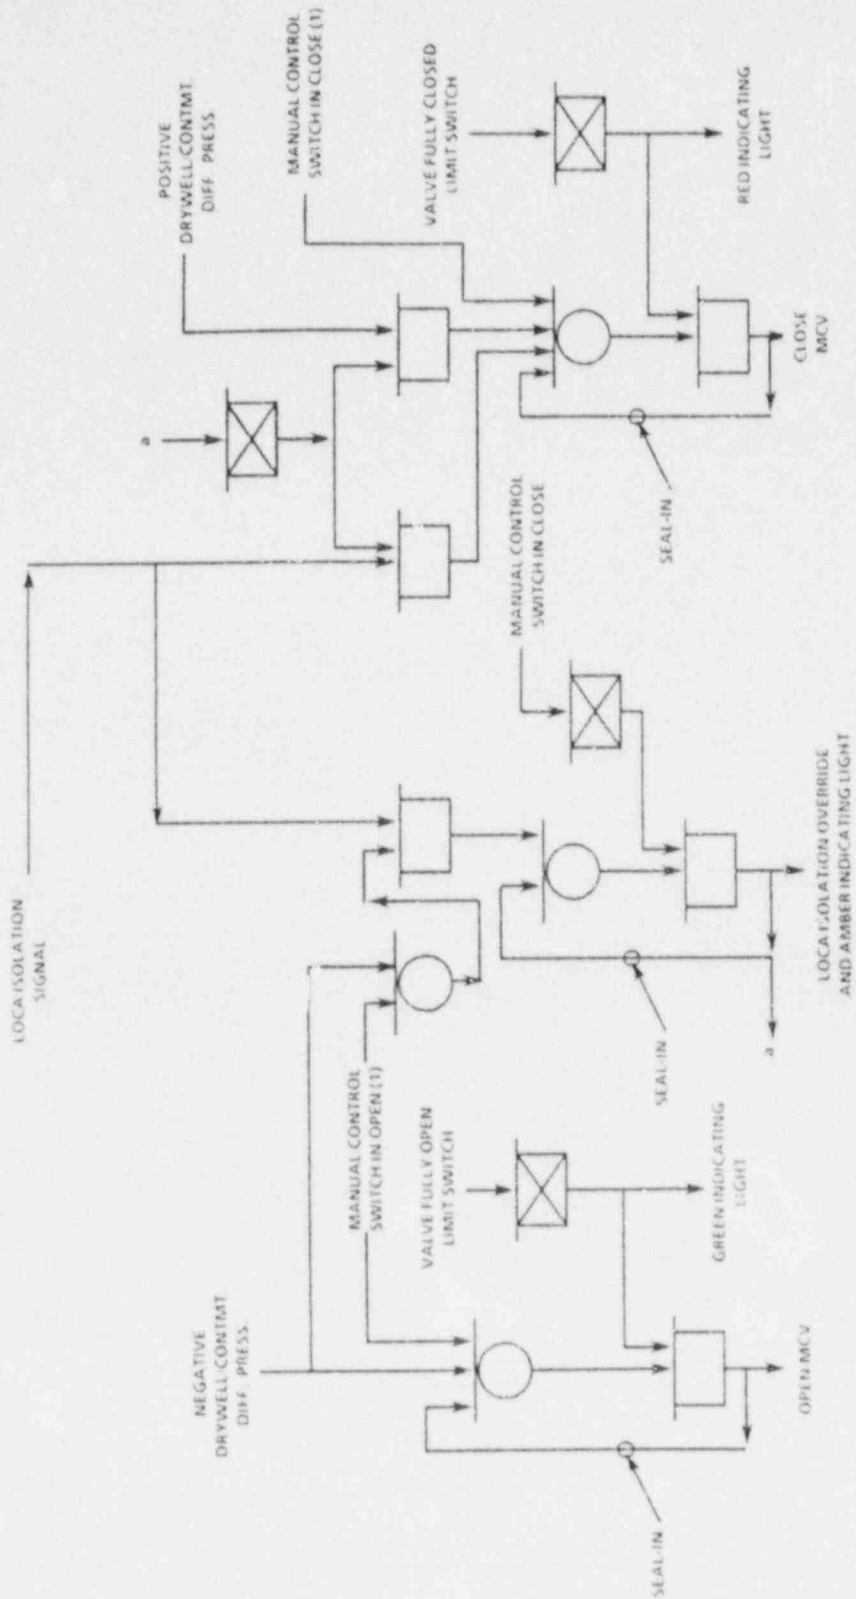 LOCA ISOLATION
SIGNAL
NEGATIVE
DRYWELL/CONTMT
DIFF. PRESS.
MANUAL CONTROL
SWITCH IN OPEN (1)
VALVE FULLY OPEN
LIMIT SWITCH
SEAL-IN
OPEN MCV
GREEN INDICATING
LIGHT
SEAL-IN
a
LOCA ISOLATION OVERRIDE
AND AMBER INDICATING LIGHT
MANUAL CONTROL
SWITCH IN CLOSE
a
POSITIVE
DRYWELL/CONTMT
DIFF. PRESS
MANUAL CONTROL
SWITCH IN CLOSE (1)
VALVE FULLY CLOSED
LIMIT SWITCH
SEAL-IN
CLOSE
MCV
RED INDICATING
LIGHT